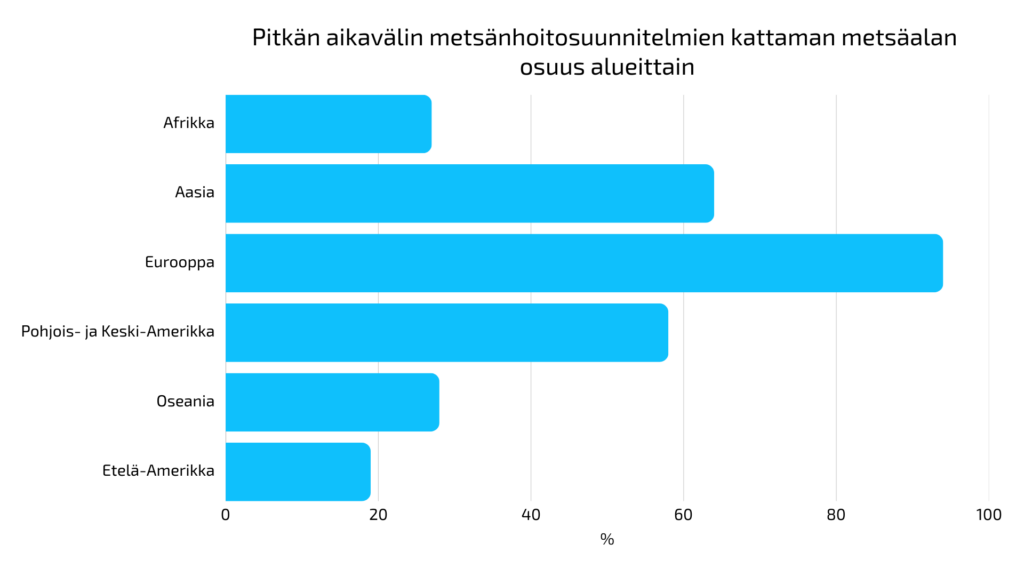 Pitkän aikavälin metsänhoitosuunnitelmien kattaman metsäalan
osuus alueittain
Afrikka
Aasia
Eurooppa
Pohjois- ja Keski-Amerikka
Oseania
Etelä-Amerikka
0 20 40 60 80 100
%